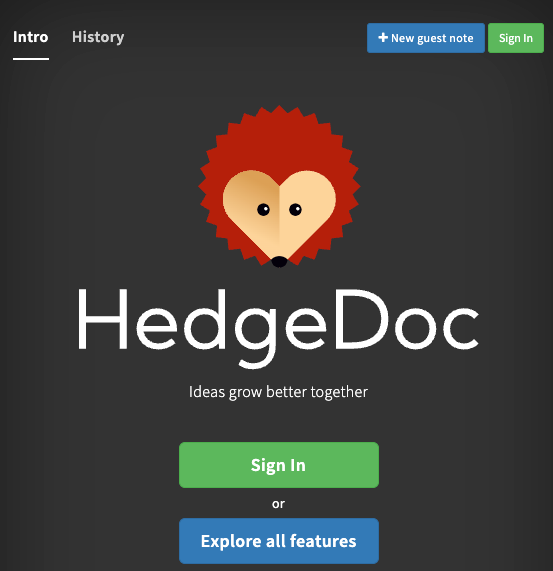 Intro History + New guest note Sign In
HedgeDoc
Ideas grow better together
Sign In
or
Explore all features